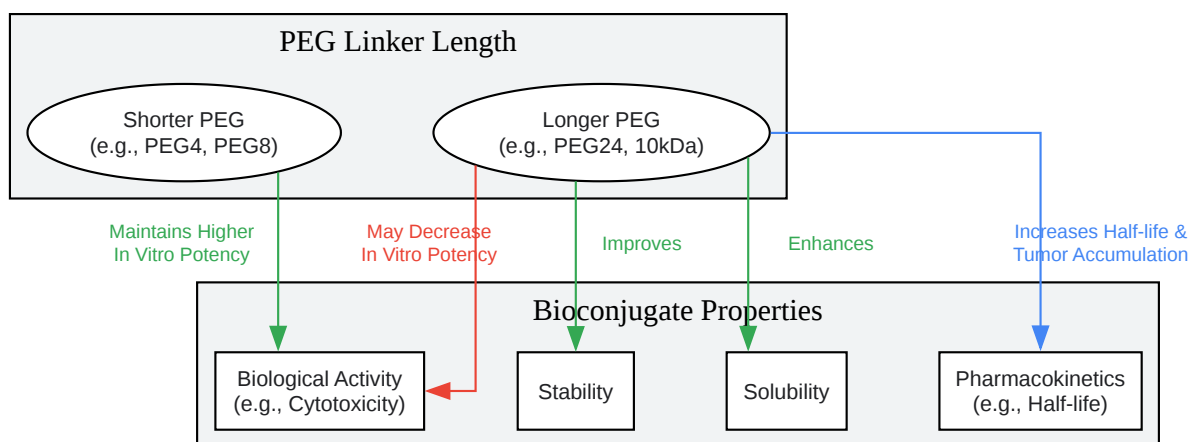 PEG Linker Length
Shorter PEG
(e.g., PEG4, PEG8)
Longer PEG
(e.g., PEG24, 10kDa)
Maintains Higher
In Vitro Potency
May Decrease
In Vitro Potency
Improves
Enhances
Increases Half-life &
Tumor Accumulation
Bioconjugate Properties
Biological Activity
(e.g., Cytotoxicity)
Stability
Solubility
Pharmacokinetics
(e.g., Half-life)